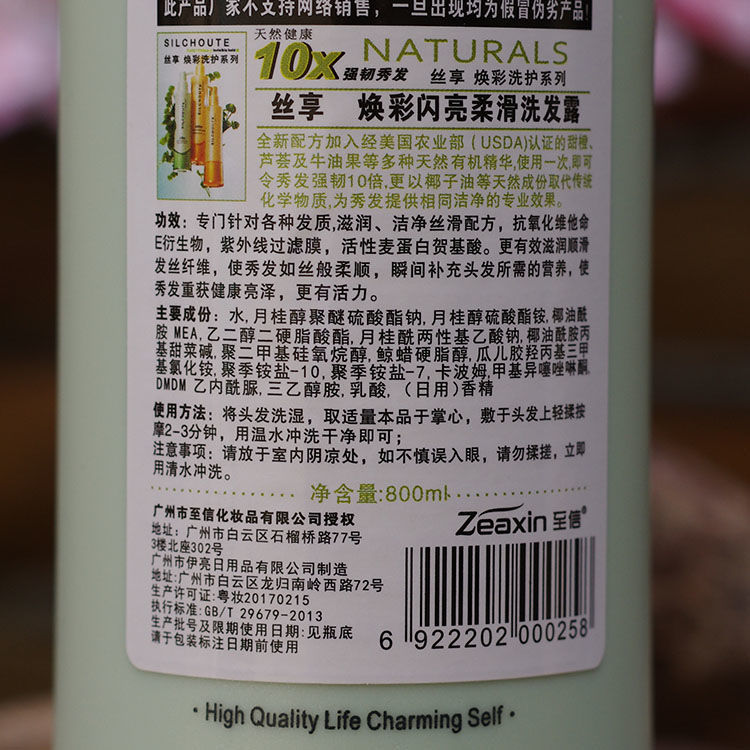 此产品厂家不支持网络销售，一旦出现均为假冒伪劣产品！
SILCHOUTE
丝享 焕彩洗护系列
天然健康
10x 强韧秀发
NATURALS
丝享 焕彩洗护系列
丝享 焕彩闪亮柔滑洗发露
全新配方加入经美国农业部（USDA)认证的甜橙、
芦荟及牛油果等多种天然有机精华,使用一次,即可
令秀发强韧10倍,更以椰子油等天然成份取代传统
化学物质,为秀发提供相同洁净的专业效果。
功效：专门针对各种发质,滋润、洁净丝滑配方，抗氧化维他命
E衍生物，紫外线过滤膜，活性麦蛋白贺基酸。更有效滋润顺滑
发丝纤维，使秀发如丝般柔顺，瞬间补充头发所需的营养，使
秀发重获健康亮泽，更有活力。
主要成份：水,月桂醇聚醚硫酸酯钠,月桂醇硫酸酯铵,椰油酰
胺 MEA,乙二醇二硬脂酸酯,月桂酰两性基乙酸钠,椰油酰胺丙
基甜菜碱,聚二甲基硅氧烷醇,鲸蜡硬脂醇,瓜儿胶羟丙基三甲
基氯化铵,聚季铵盐-10,聚季铵盐-7,卡波姆,甲基异噻唑啉酮,
DMDM 乙内酰脲,三乙醇胺,乳酸,（日用)香精
使用方法：将头发洗湿，取适量本品于掌心，敷于头发上轻揉按
摩2-3分钟，用温水冲洗干净即可；
注意事项：请放于室内阴凉处，如不慎误入眼，请勿揉搓，立即
用清水冲洗。
净含量:800ml
广州市至信化妆品有限公司授权
地址：广州市白云区石榴桥路77号
3楼北座302号
广州市伊亮日用品有限公司制造
地址:广州市白云区龙归南岭西路72号
生产许可证:粤妆20170215
执行标准:GB/T 29679-2013
生产批号及限期使用日期:见瓶底
请于包装标注日期前使用
Zeaxin 至信®
6 922202 000258
· High Quality Life Charming Self ·